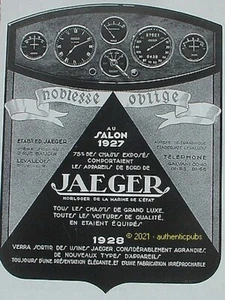 noblesse oblige
AU
SALON
1927
75% DES CHASSIS EXPOSÉS
COMPORTAIENT
LES APPAREILS DE BORD DE
JAEGER
HORLOGER DE LA MARINE DE L'ÉTAT
TOUS LES CHASSIS DE GRAND LUXE,
TOUTES LES VOITURES DE QUALITÉ,
EN ÉTAIENT ÉQUIPÉS
ETABTS ED. JAEGER
LEVALLOIS
TÉLÉPHONE
© 2021 - authenticpubs
1928
VERRA SORTIR DES USINES JAEGER, CONSIDÉRABLEMENT AGRANDIES
DE NOUVEAUX TYPES D'APPAREILS
TOUJOURS D'UNE PRÉSENTATION ÉLÉGANTE, ET D'UNE FABRICATION IRRÉPROCHABLE